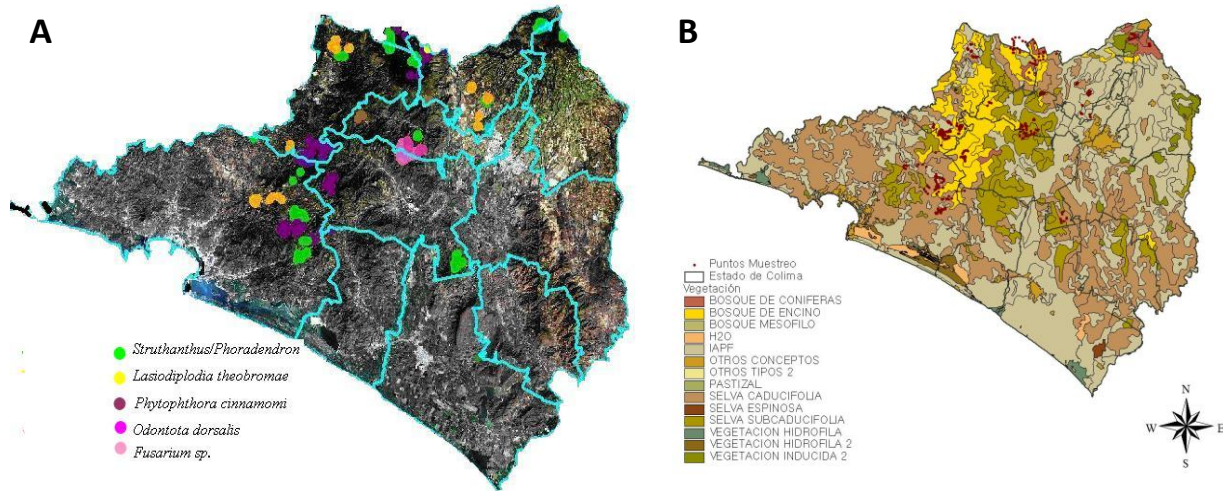 A
Struthanthus/Phoradendron
Lasiodiplodia theobromae
Phytophthora cinnamomi
Odontota dorsalis
Fusarium sp.
B
Puntos Muestreo
Estado de Colima
Vegetación
BOSQUE DE CONIFERAS
BOSQUE DE ENCINO
BOSQUE MESOFILO
H2O
IAPF
OTROS CONCEPTOS
OTROS TIPOS 2
PASTIZAL
SELVA CADUCIFOLIA
SELVA ESPINOSA
SELVA SUBCADUCIFOLIA
VEGETACION HIDROFILA
VEGETACION HIDROFILA 2
VEGETACION INDUCIDA 2
N
W E
S